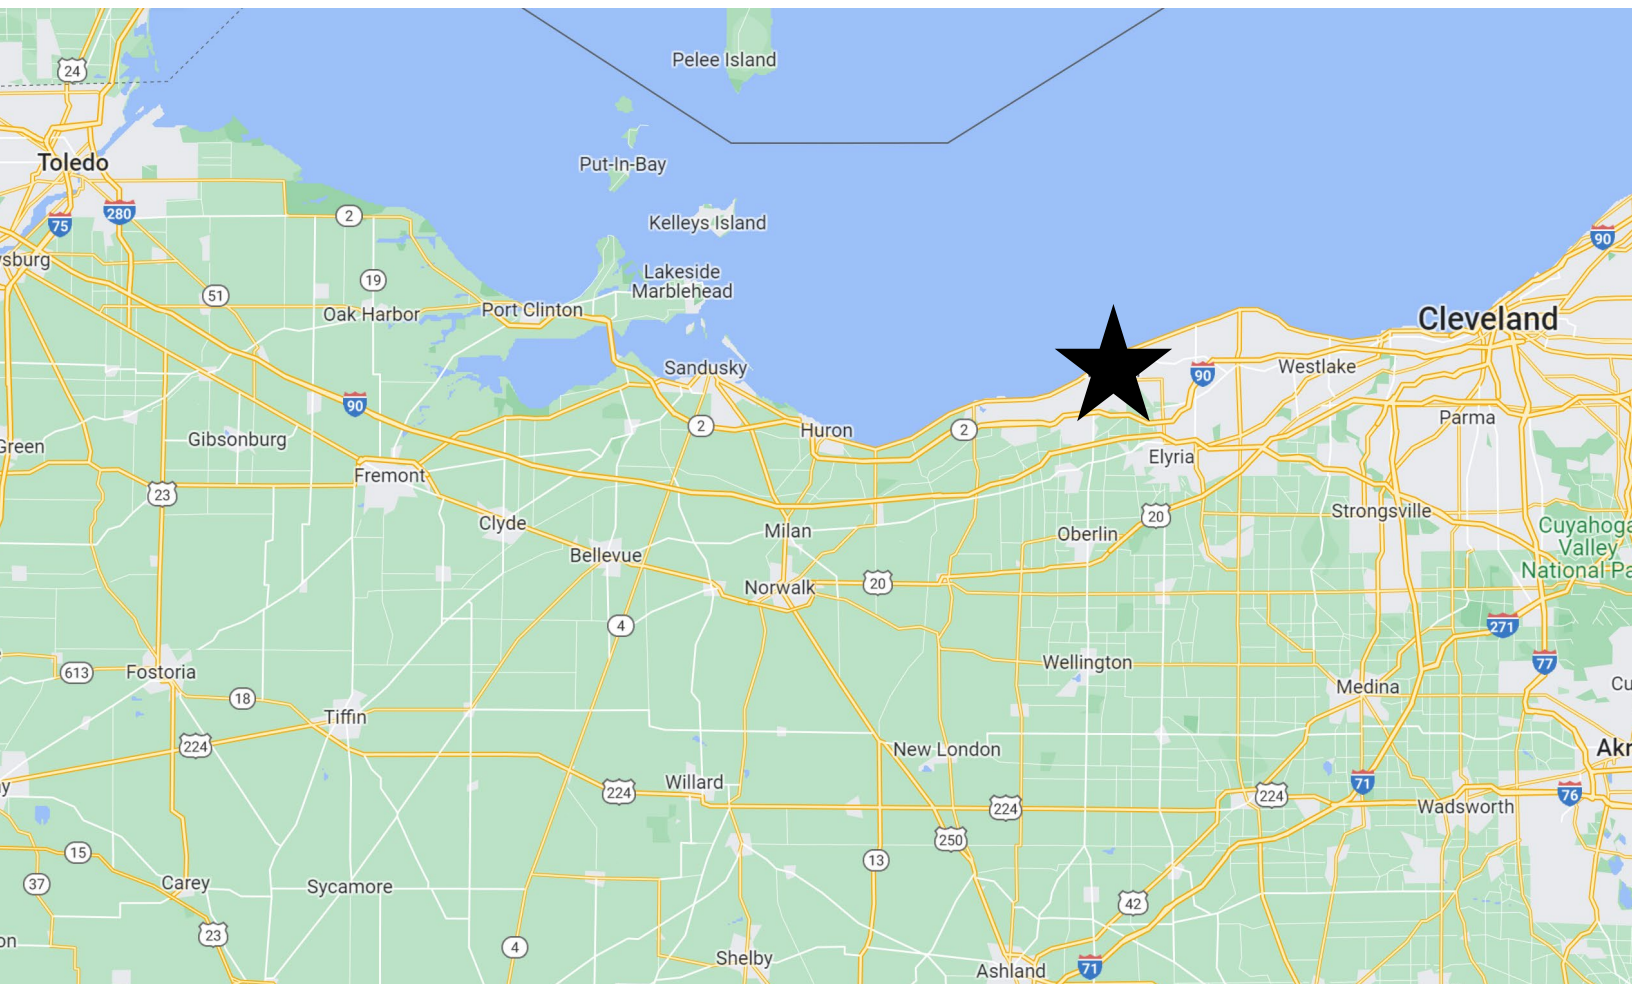 Pelee Island
24
Put-In-Bay
Toledo
280
75
2
Kelleys Island
90
sburg
Lakeside
Marblehead
19
51
Oak Harbor
Port Clinton
Cleveland
Sandusky
90
Westlake
90
Parma
2
Huron
2
Green
Gibsonburg
Elyria
Fremont
23
Strongsville
20
Clyde
Milan
Oberlin
Cuyahoga
Valley
National Pa
Bellevue
Norwalk
20
4
271
613
Fostoria
Wellington
77
18
Medina
Cu
Tiffin
224
New London
Akr
Willard
71
y
224
224
224
76
Wadsworth
250
15
13
37
Carey
Sycamore
42
23
on
4
Shelby
Ashland
71